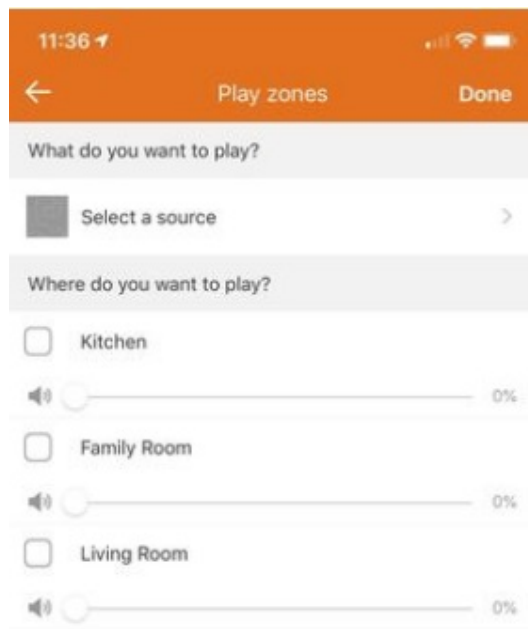 11:36
Play zones
Done
What do you want to play?
Select a source
Where do you want to play?
Kitchen
0%
Family Room
0%
Living Room
0%